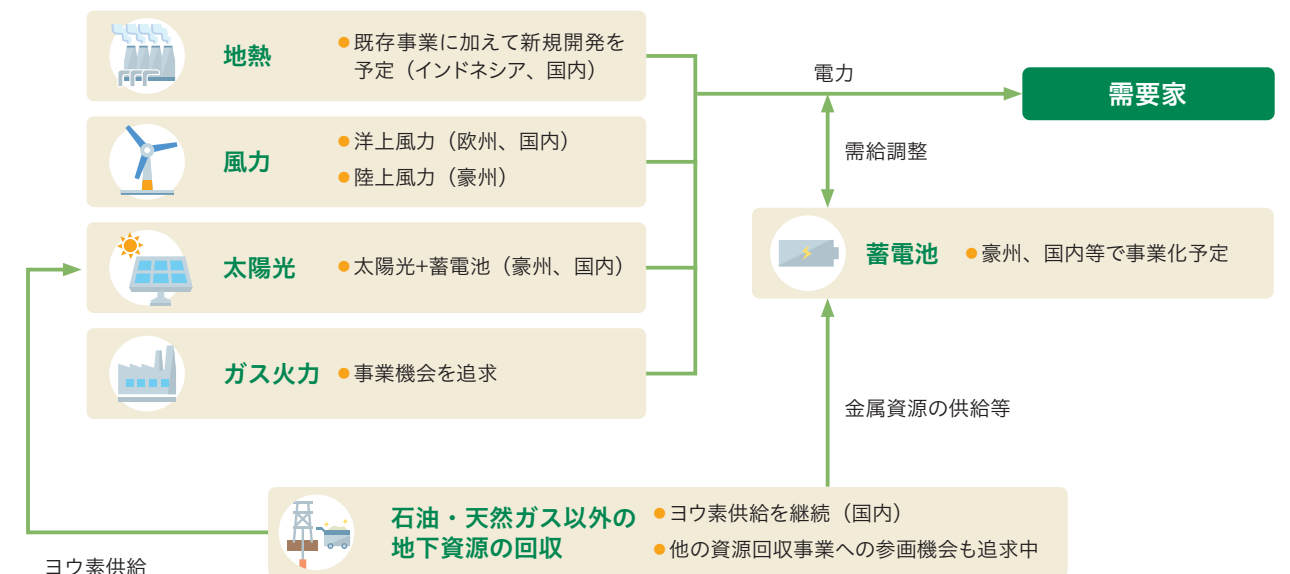 地熱
●既存事業に加えて新規開発を
予定（インドネシア、国内）
風力
●洋上風力（欧州、国内）
●陸上風力（豪州）
太陽光
●太陽光+蓄電池（豪州、国内）
ガス火力
●事業機会を追求
電力
需要家
需給調整
蓄電池
●豪州、国内等で事業化予定
金属資源の供給等
石油・天然ガス以外の
地下資源の回収
●ヨウ素供給を継続（国内）
●他の資源回収事業への参画機会も追求中
ヨウ素供給